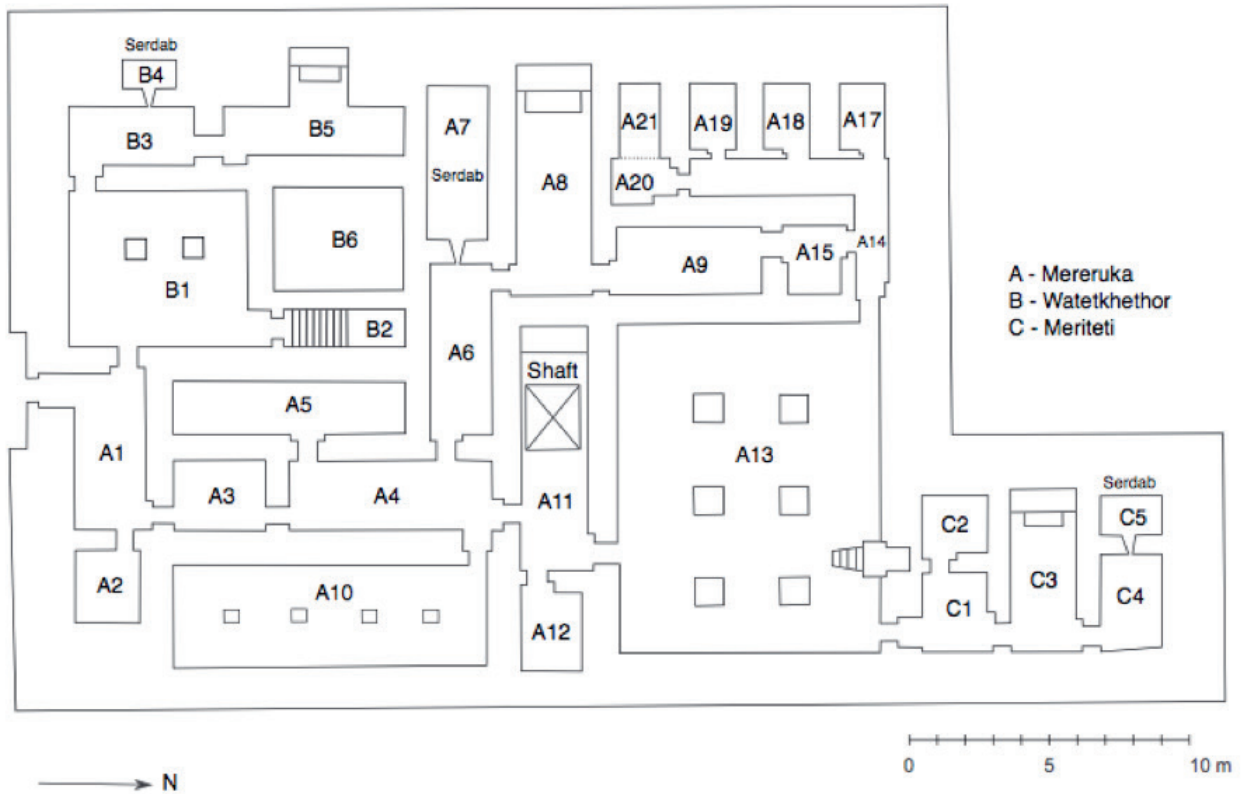 Serdab
B4
B3
B5
A7
Serdab
A8
A21
A19
A18
A17
A20
B1
B6
B2
A9
A15
A14
A6
Shaft
A5
A1
A3
A4
A11
A13
A2
A10
A12
A - Mereruka
B - Watetkhethor
C - Meriteti
Serdab
C2
C5
C3
C1
C4
N
0 5 10 m